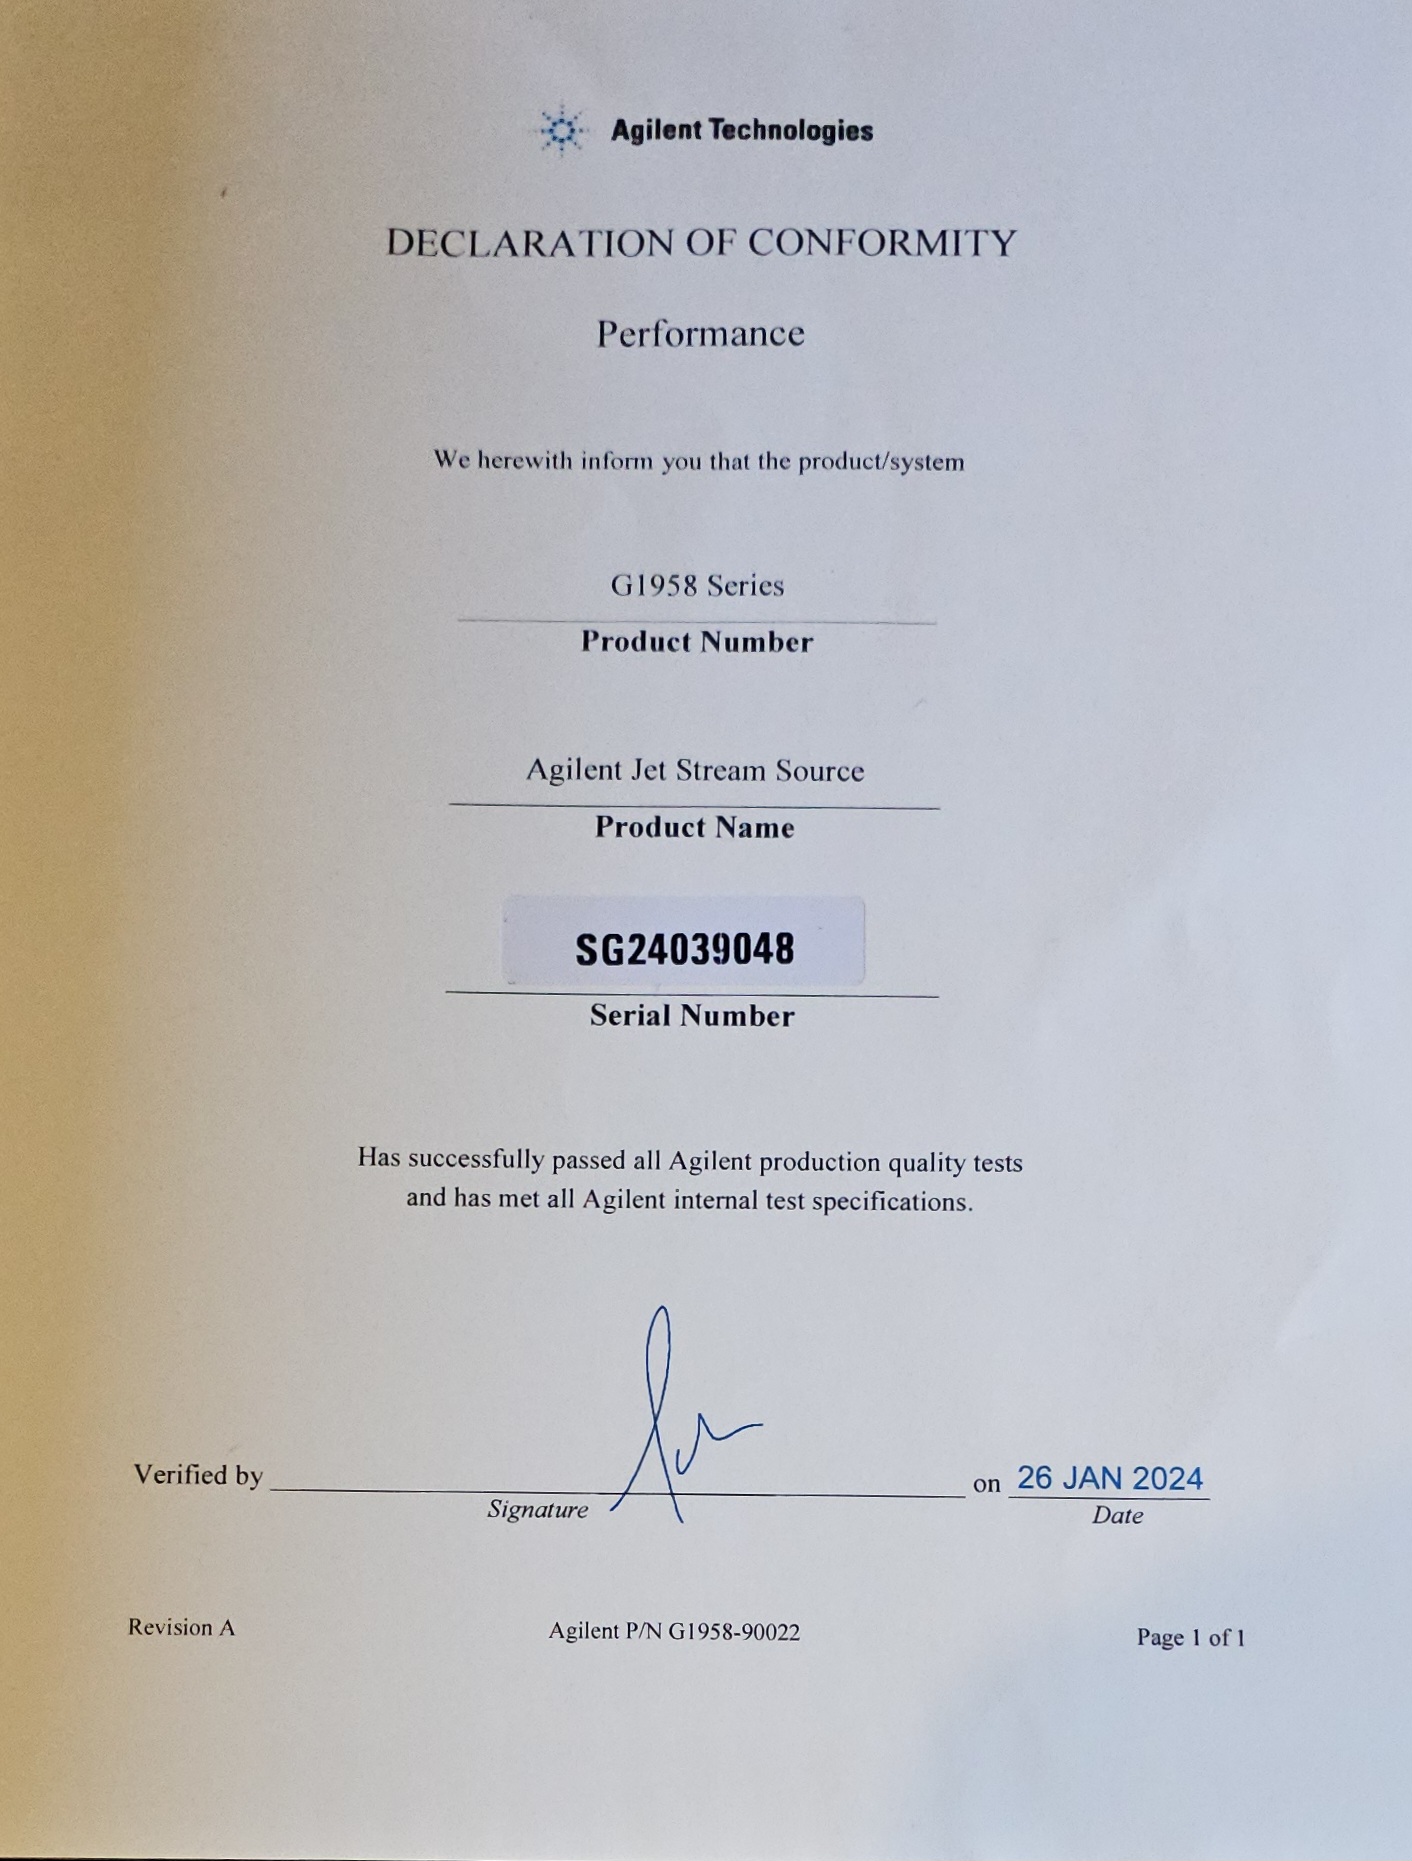 Agilent Technologies
DECLARATION OF CONFORMITY
Performance
We herewith inform you that the product/system
G1958 Series
Product Number
Agilent Jet Stream Source
Product Name
SG24039048
Serial Number
Has successfully passed all Agilent production quality tests
and has met all Agilent internal test specifications.
Verified by on 26 JAN 2024
Signature Date
Revision A Agilent P/N G1958-90022 Page 1 of 1